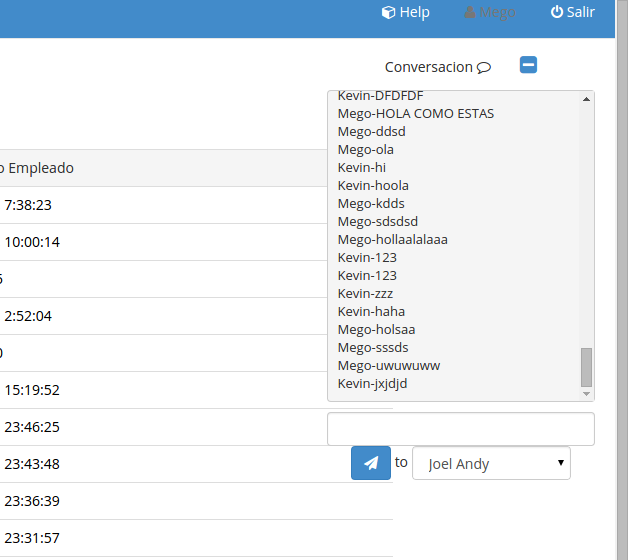 Help Mego Salir
Conversacion
Kevin-DFDFDF
Mego-HOLA COMO ESTAS
Mego-ddsd
Mego-ola
Kevin-hi
Kevin-hoola
Mego-kdds
Mego-sdsdsd
Mego-hollaalalaaa
Kevin-123
Kevin-123
Kevin-zzz
Kevin-haha
Mego-holsaa
Mego-sssds
Mego-uwuwuww
Kevin-jxjdjd
to Joel Andy
o Empleado
7:38:23
10:00:14
2:52:04
15:19:52
23:46:25
23:43:48
23:36:39
23:31:57